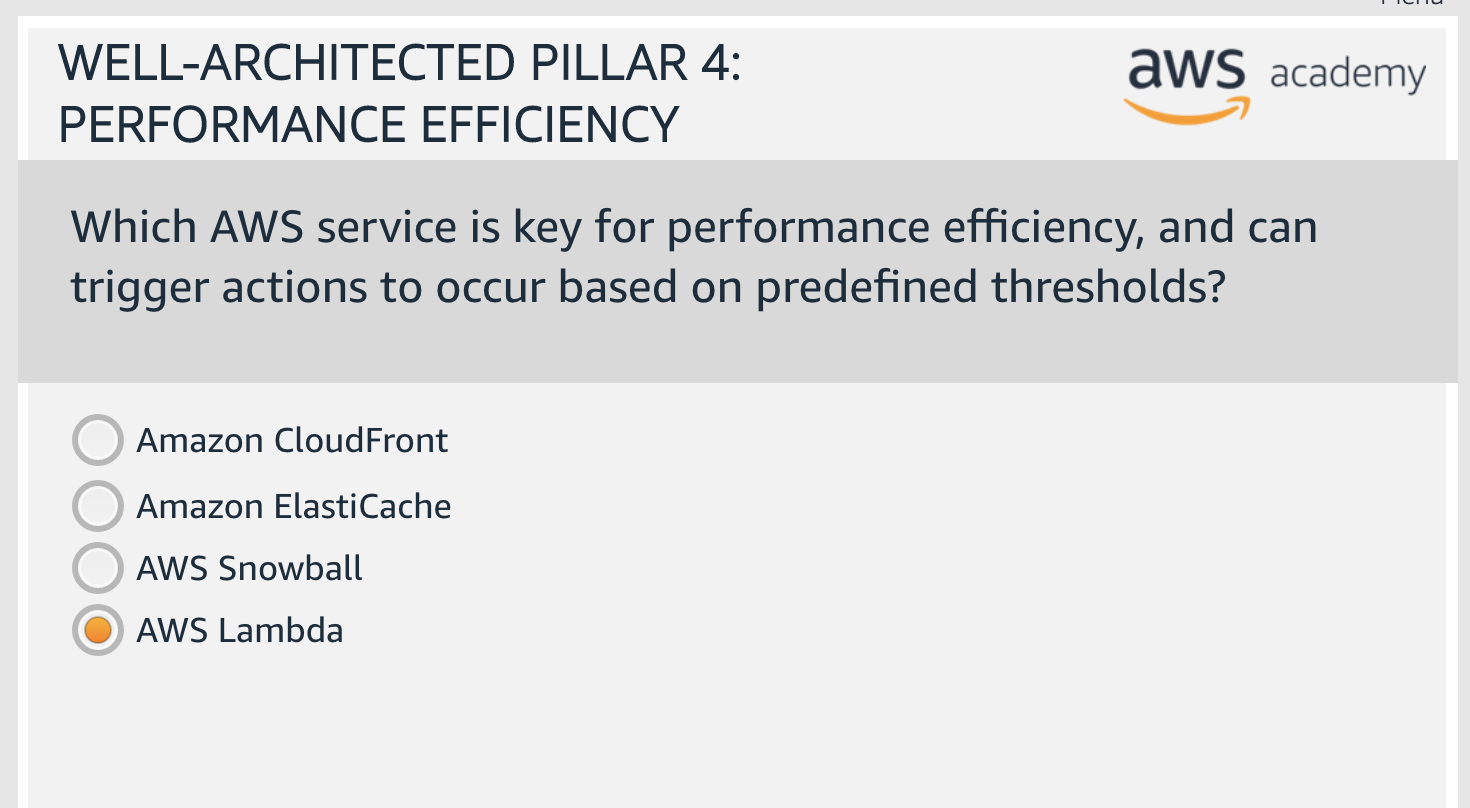 WELL-ARCHITECTED PILLAR 4:
PERFORMANCE EFFICIENCY
aws academy
Which AWS service is key for performance efficiency, and can
trigger actions to occur based on predefined thresholds?
Amazon CloudFront
Amazon ElastiCache
AWS Snowball
AWS Lambda